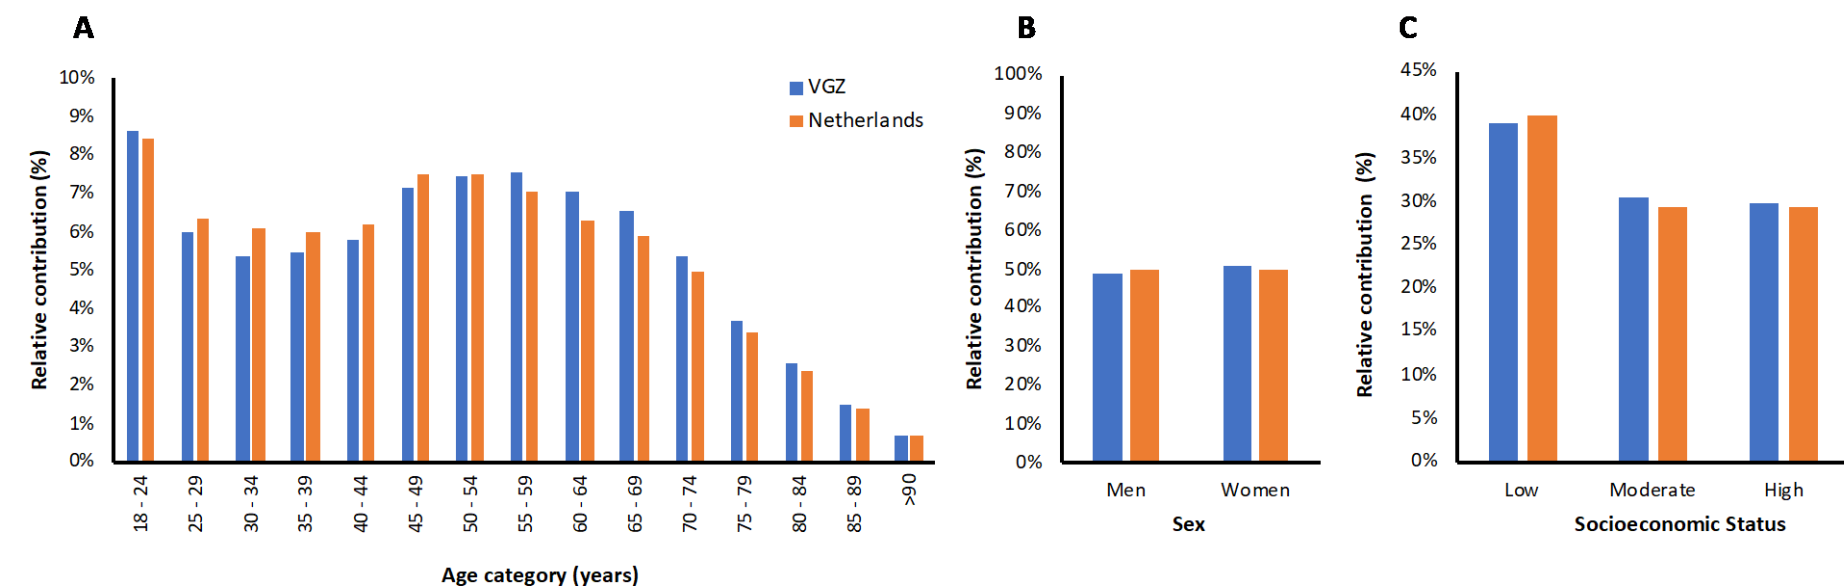 A
Relative contribution (%)
10%
9%
8%
7%
6%
5%
4%
3%
2%
1%
0%
VGZ
Netherlands
18 - 24
25 - 29
30 - 34
35 - 39
40 - 44
45 - 49
50 - 54
55 - 59
60 - 64
65 - 69
70 - 74
75 - 79
80 - 84
85 - 89
>90
Age category (years)
B
Relative contribution (%)
100%
90%
80%
70%
60%
50%
40%
30%
20%
10%
0%
Men Women
Sex
C
Relative contribution (%)
45%
40%
35%
30%
25%
20%
15%
10%
5%
0%
Low Moderate High
Socioeconomic Status